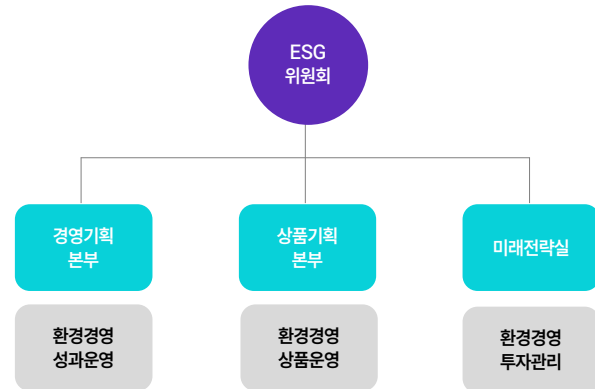 ESG
위원회
경영기획
본부
상품기획
본부
미래전략실
환경경영
성과운영
환경경영
상품운영
환경경영
투자관리